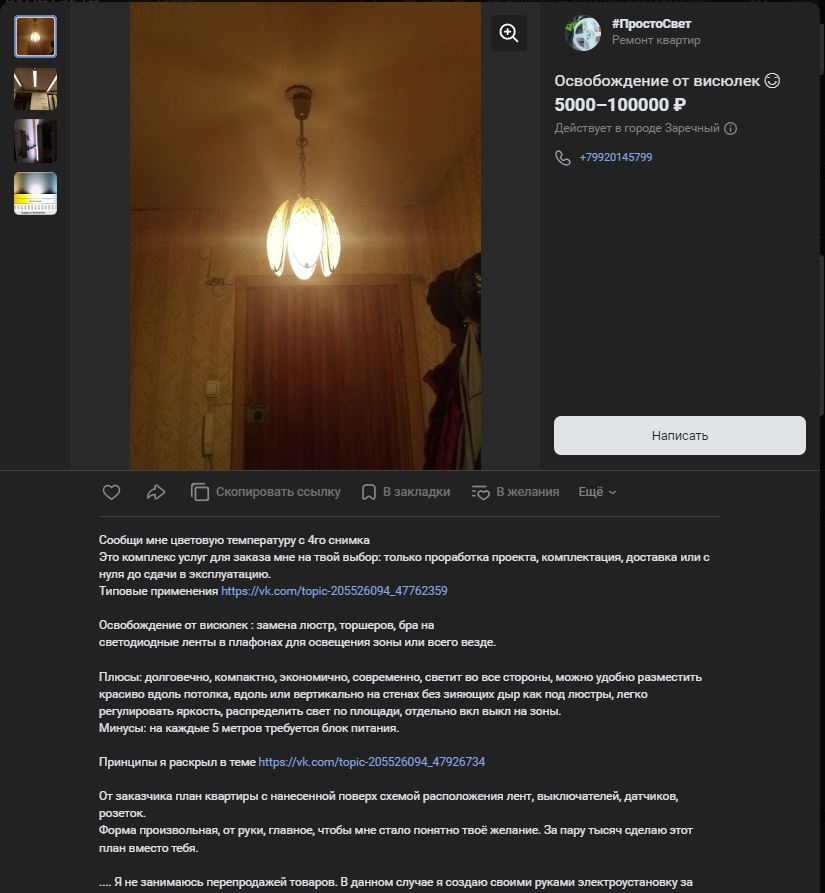 #ПростоСвет
Ремонт квартир
Освобождение от висюлек
5000–100000 ₽
Действует в городе Заречный
+79920145799
Написать
Скопировать ссылку
В закладки
В желания
Ещё
Сообщи мне цветовую температуру с 4го снимка
Это комплекс услуг для заказа мне на твой выбор: только проработка проекта, комплектация, доставка или с
нуля до сдачи в эксплуатацию.
Типовые применения https://vk.com/topic-205526094_47762359
Освобождение от висюлек : замена люстр, торшеров, бра на
светодиодные ленты в плафонах для освещения зоны или всего везде.
Плюсы: долговечно, компактно, экономично, современно, светит во все стороны, можно удобно разместить
красиво вдоль потолка, вдоль или вертикально на стенах без зияющих дыр как под люстры, легко
регулировать яркость, распределить свет по площади, отдельно вкл выкл на зоны.
Минусы: на каждые 5 метров требуется блок питания.
Принципы я раскрыл в теме https://vk.com/topic-205526094_47926734
От заказчика план квартиры с нанесенной поверх схемой расположения лент, выключателей, датчиков,
розеток.
Форма произвольная, от руки, главное, чтобы мне стало понятно твоё желание. За пару тысяч сделаю этот
план вместо тебя.
.... Я не занимаюсь перепродажей товаров. В данном случае я создаю своими руками электроустановку за